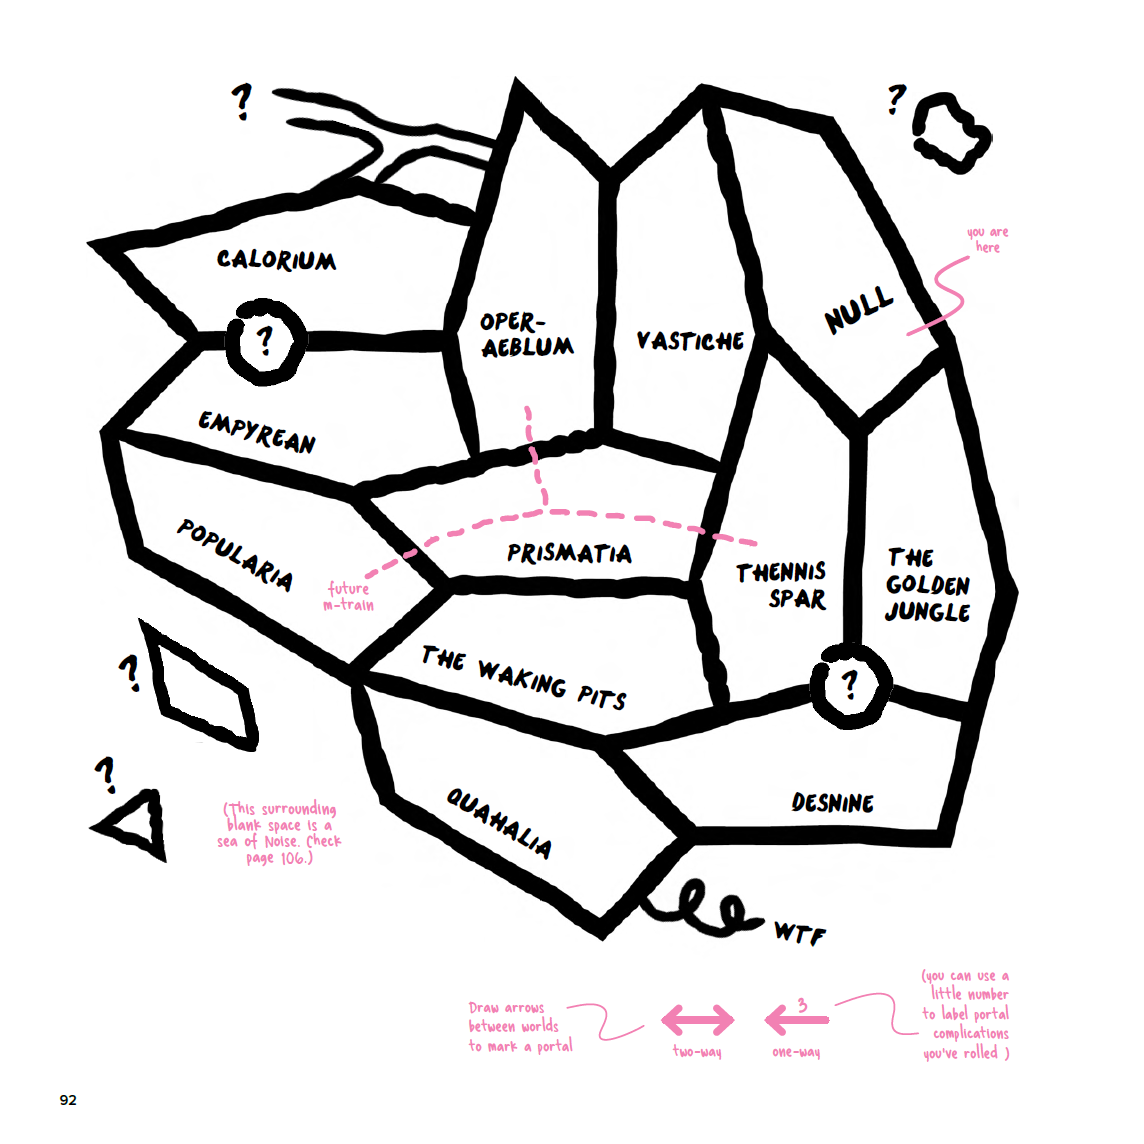 ?
?
you are
here
CALORIUM
NULL
OPER-
AEBLUM
VASTICHE
?
EMPYREAN
POPULARIA
PRISMATIA
THENNIS
SPAR
THE
GOLDEN
JUNGLE
future
m-train
THE WAKING PITS
?
?
?
QUAHALIA
DESNINE
(This surrounding
blank space is a
sea of Noise. Check
page 106.)
WTF
Draw arrows
between worlds
to mark a portal
two-way
3
one-way
(you can use a
little number
to label portal
complications
you've rolled )
92